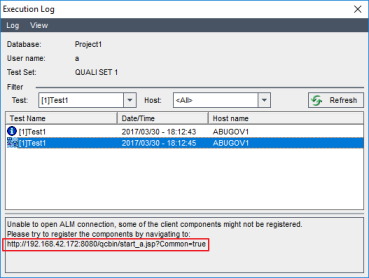 Execution Log
Log View
Database: Project1
User name: a
Test Set: QUALI SET 1
Filter
Test: [1]Test1 Host: <All> Refresh
Test Name Date/Time Host name
[1]Test1 2017/03/30 - 18:12:43 ABUGOV1
[1]Test1 2017/03/30 - 18:12:45 ABUGOV1
Unable to open ALM connection, some of the client components might not be registered.
Please try to register the components by navigating to:
http://192.168.42.172:8080/qcbin/start_a.jsp?Common=true